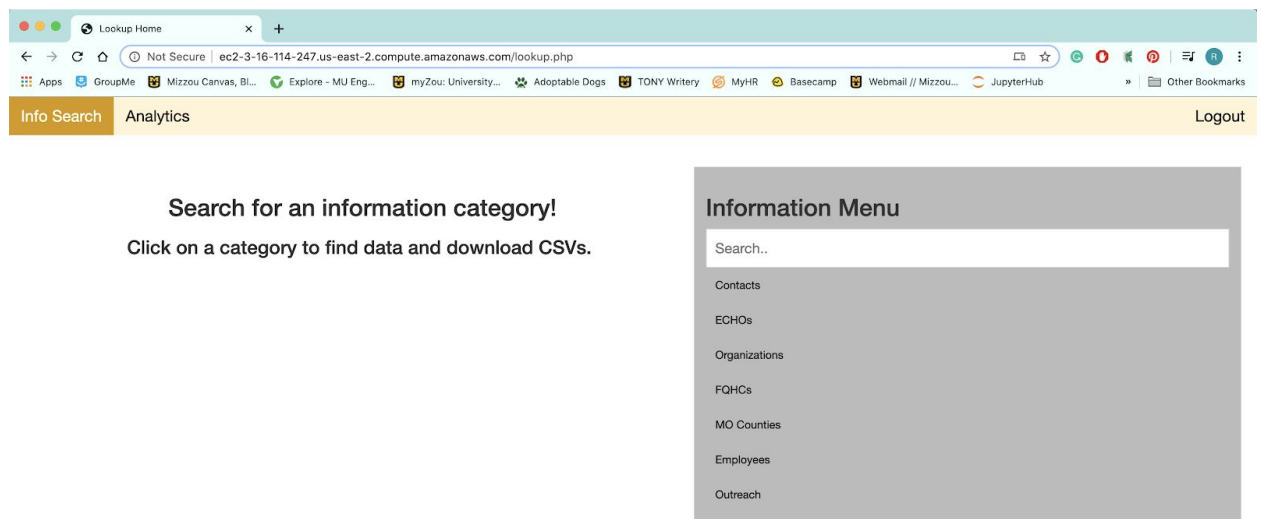 Lookup Home
Not Secure | ec2-3-16-114-247.us-east-2.compute.amazonaws.com/lookup.php
R
Apps GroupMe Mizzou Canvas, Bl... Explore - MU Eng... myZou: University... Adoptable Dogs TONY Writery MyHR Basecamp Webmail // Mizzou... JupyterHub » Other Bookmarks
Info Search Analytics Logout
Search for an information category!
Click on a category to find data and download CSVs.
Information Menu
Search..
Contacts
ECHOs
Organizations
FQHCs
MO Counties
Employees
Outreach